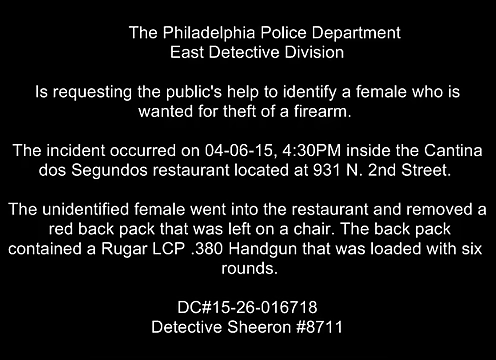 The Philadelphia Police Department
East Detective Division
Is requesting the public's help to identify a female who is
wanted for theft of a firearm.
The incident occurred on 04-06-15, 4:30PM inside the Cantina
dos Segundos restaurant located at 931 N. 2nd Street.
The unidentified female went into the restaurant and removed a
red back pack that was left on a chair. The back pack
contained a Rugar LCP .380 Handgun that was loaded with six
rounds.
DC#15-26-016718
Detective Sheeron #8711